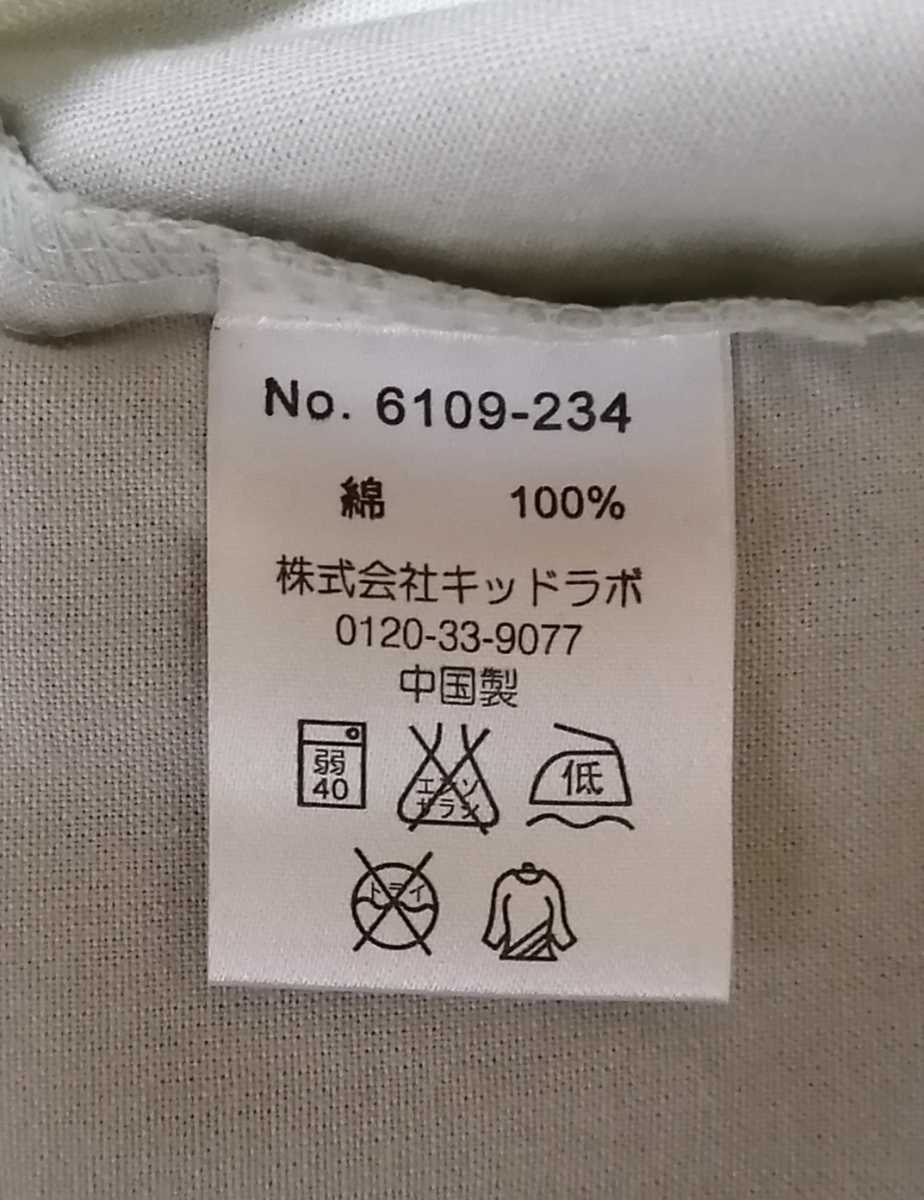 No. 6109-234
綿 100%
株式会社キッドラボ
0120-33-9077
中国製
弱
40
エンソ
サラシ
低
ドライ